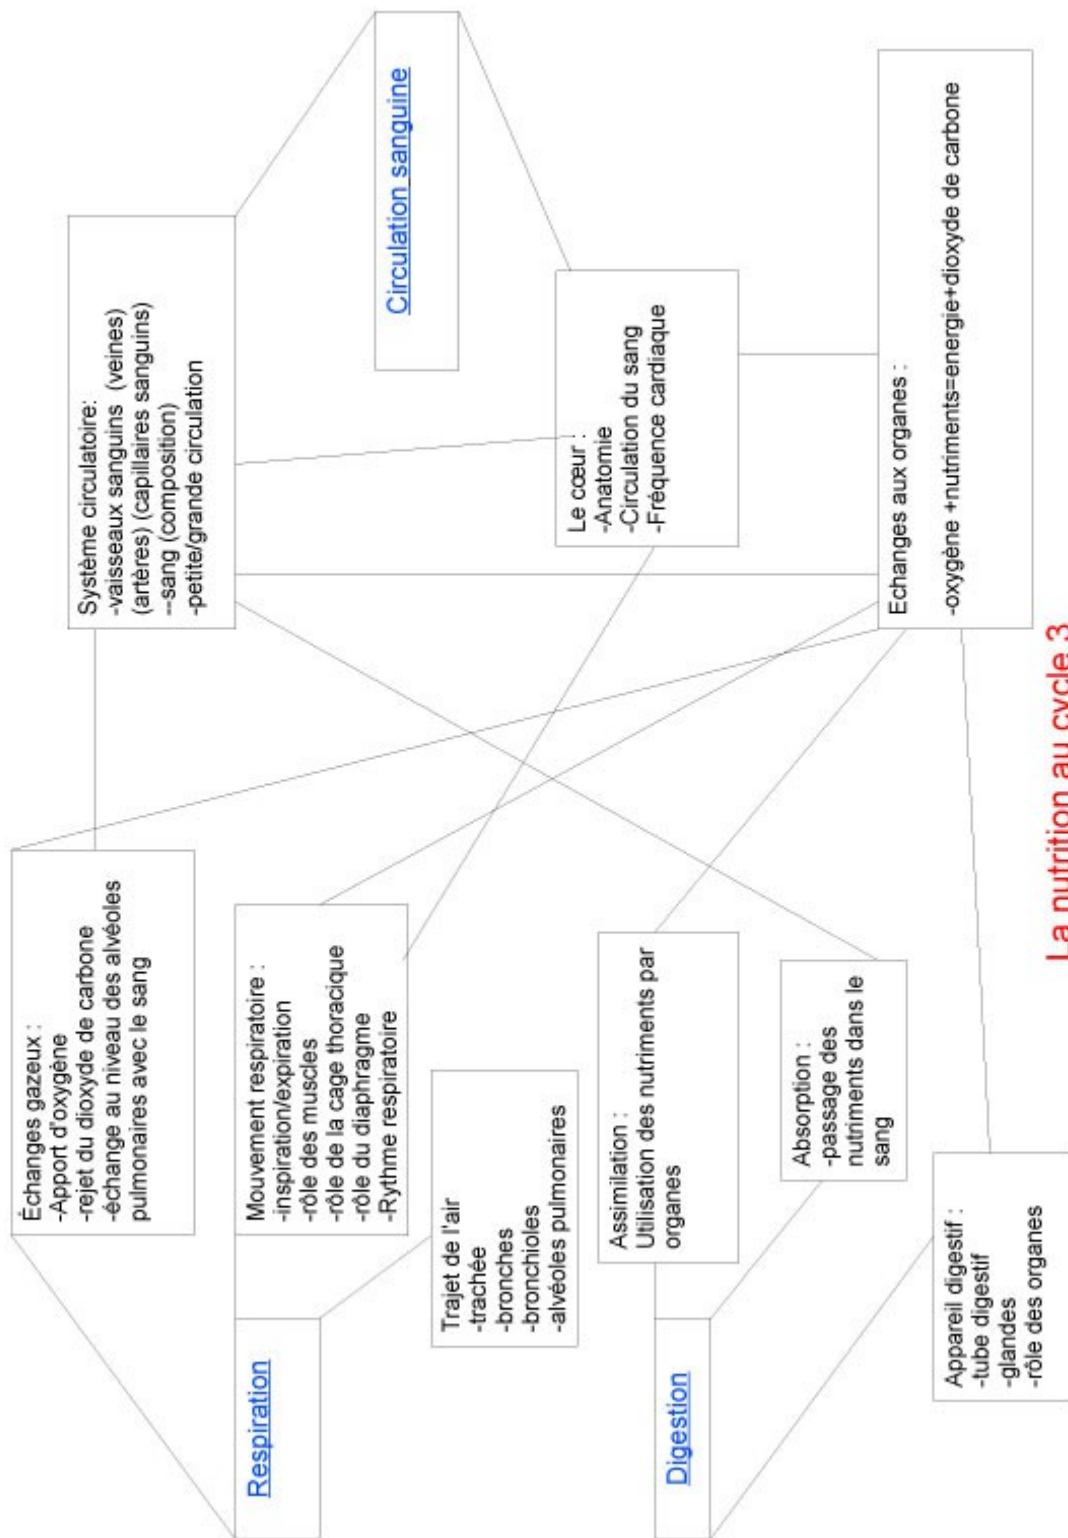 Respiration
Échanges gazeux :
-Apport d'oxygène
-rejet du dioxyde de carbone
-échange au niveau des alvéoles
pulmonaires avec le sang
Mouvement respiratoire :
-inspiration/expiration
-rôle des muscles
-rôle de la cage thoracique
-rôle du diaphragme
-Rythme respiratoire
Trajet de l'air
-trachée
-bronches
-bronchioles
-alvéoles pulmonaires
Digestion
Assimilation :
Utilisation des nutriments par
organes
Absorption :
-passage des
nutriments dans le
sang
Appareil digestif :
-tube digestif
-glandes
-rôle des organes
Système circulatoire:
-vaisseaux sanguins (veines)
(artères) (capillaires sanguins)
--sang (composition)
-petite/grande circulation
Circulation sanguine
Le cœur :
-Anatomie
-Circulation du sang
-Fréquence cardiaque
Echanges aux organes :
-oxygène +nutriments=energie+dioxyde de carbone
La nutrition au cycle 3